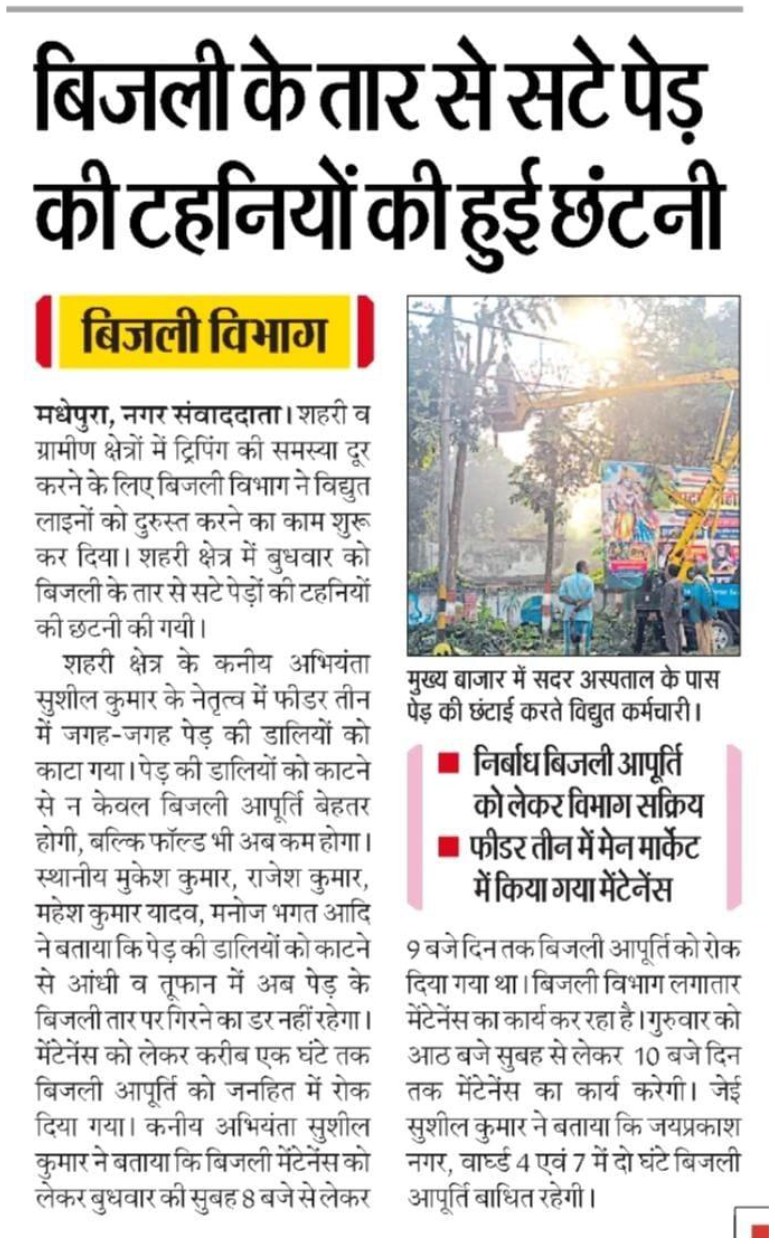 बिजली के तार से सटे पेड़
की टहनियों की हुई छंटनी
बिजली विभाग
मधेपुरा, नगर संवाददाता। शहरी व
ग्रामीण क्षेत्रों में ट्रिपिंग की समस्या दूर
करने के लिए बिजली विभाग ने विद्युत
लाइनों को दुरुस्त करने का काम शुरू
कर दिया। शहरी क्षेत्र में बुधवार को
बिजली के तार से सटे पेड़ों की टहनियों
की छटनी की गयी।
शहरी क्षेत्र के कनीय अभियंता
सुशील कुमार के नेतृत्व में फीडर तीन
में जगह-जगह पेड़ की डालियों को
काटा गया। पेड़ की डालियों को काटने
से न केवल बिजली आपूर्ति बेहतर
होगी, बल्कि फॉल्ड भी अब कम होगा।
स्थानीय मुकेश कुमार, राजेश कुमार,
महेश कुमार यादव, मनोज भगत आदि
ने बताया कि पेड़ की डालियों को काटने
से आंधी व तूफान में अब पेड़ के
बिजली तार पर गिरने का डर नहीं रहेगा।
मेंटेनेंस को लेकर करीब एक घंटे तक
बिजली आपूर्ति को जनहित में रोक
दिया गया। कनीय अभियंता सुशील
कुमार ने बताया कि बिजली मेंटेनेंस को
लेकर बुधवार की सुबह 8 बजे से लेकर
मुख्य बाजार में सदर अस्पताल के पास
पेड़ की छंटाई करते विद्युत कर्मचारी।
■ निर्बाध बिजली आपूर्ति
को लेकर विभाग सक्रिय
■ फीडर तीन में मेन मार्केट
में किया गया मेंटेनेंस
9 बजे दिन तक बिजली आपूर्ति को रोक
दिया गया था। बिजली विभाग लगातार
मेंटेनेंस का कार्य कर रहा है। गुरुवार को
आठ बजे सुबह से लेकर 10 बजे दिन
तक मेंटेनेंस का कार्य करेगी। जेई
सुशील कुमार ने बताया कि जयप्रकाश
नगर, वार्ड 4 एवं 7 में दो घंटे बिजली
आपूर्ति बाधित रहेगी।